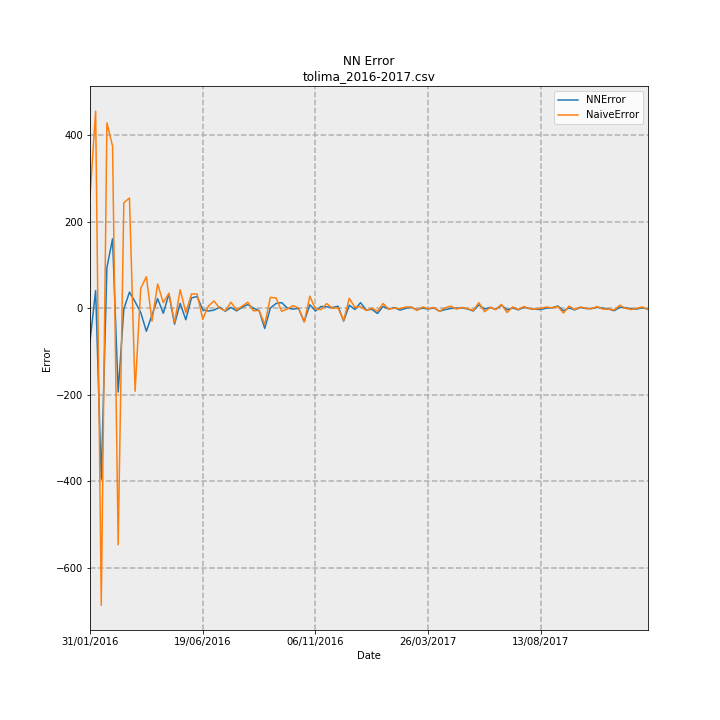 NN Error
tolima_2016-2017.csv
NNError
NaiveError
400
200
0
−200
−400
−600
Error
31/01/2016
19/06/2016
06/11/2016
26/03/2017
13/08/2017
Date